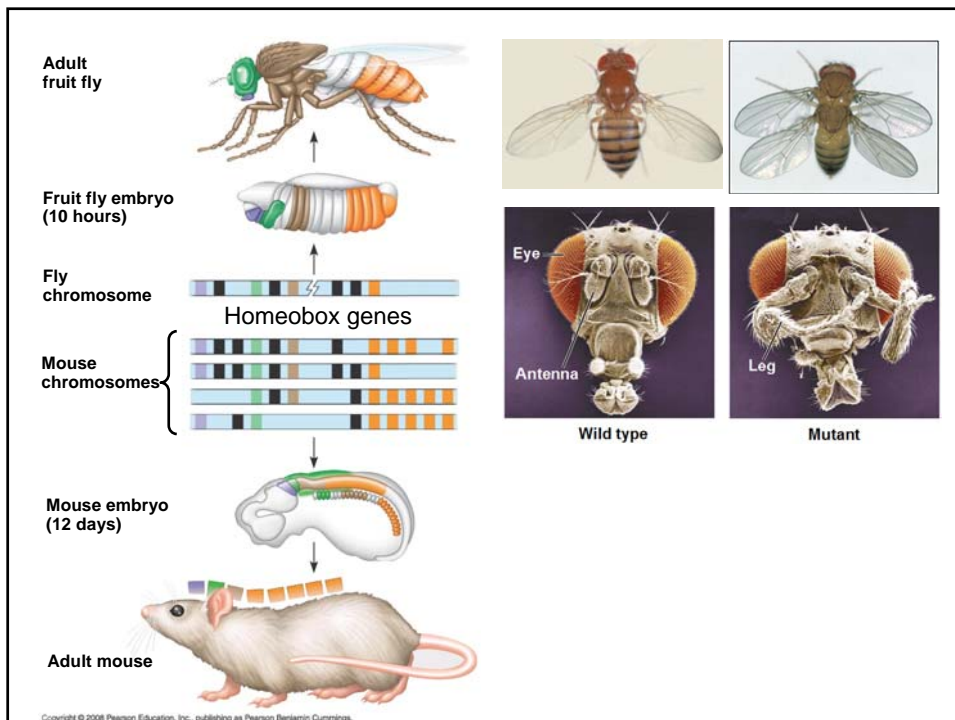 Adult
fruit fly
Fruit fly embryo
(10 hours)
Fly
chromosome
Homeobox genes
Mouse
chromosomes
Mouse embryo
(12 days)
Adult mouse
Copyright © 2008 Pearson Education, Inc., publishing as Pearson Benjamin Cummings.
Eye
Antenna
Leg
Wild type
Mutant